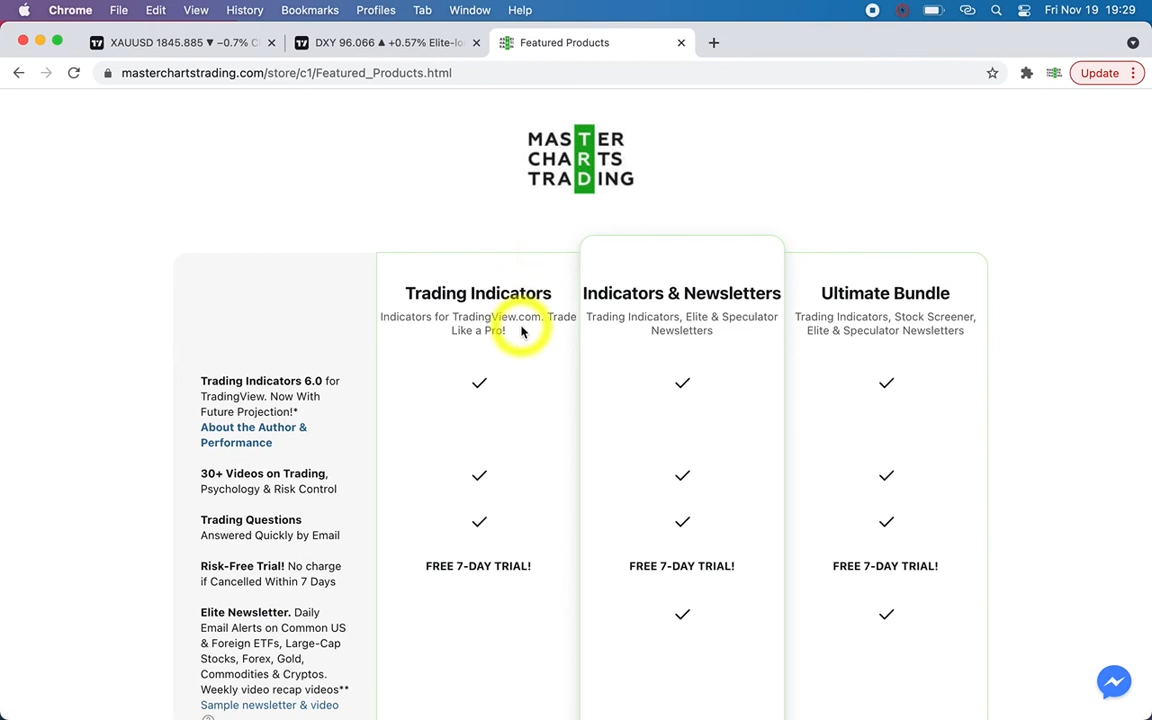 Chrome File Edit View History Bookmarks Profiles Tab Window Help Fri Nov 19 19:29
XAUUSD 1845.885 ▼ −0.7% C
DXY 96.066 ▲ +0.57% Elite-lo
Featured Products
masterchartstrading.com/store/c1/Featured_Products.html
Update
MASTER
CHARTS
TRADING
Trading Indicators
Indicators for TradingView.com. Trade
Like a Pro!
Indicators & Newsletters
Trading Indicators, Elite & Speculator
Newsletters
Ultimate Bundle
Trading Indicators, Stock Screener,
Elite & Speculator Newsletters
Trading Indicators 6.0 for
TradingView. Now With
Future Projection!*
About the Author &
Performance
30+ Videos on Trading,
Psychology & Risk Control
Trading Questions
Answered Quickly by Email
Risk-Free Trial! No charge
if Cancelled Within 7 Days
FREE 7-DAY TRIAL! FREE 7-DAY TRIAL! FREE 7-DAY TRIAL!
Elite Newsletter. Daily
Email Alerts on Common US
& Foreign ETFs, Large-Cap
Stocks, Forex, Gold,
Commodities & Cryptos.
Weekly video recap videos**
Sample newsletter & video